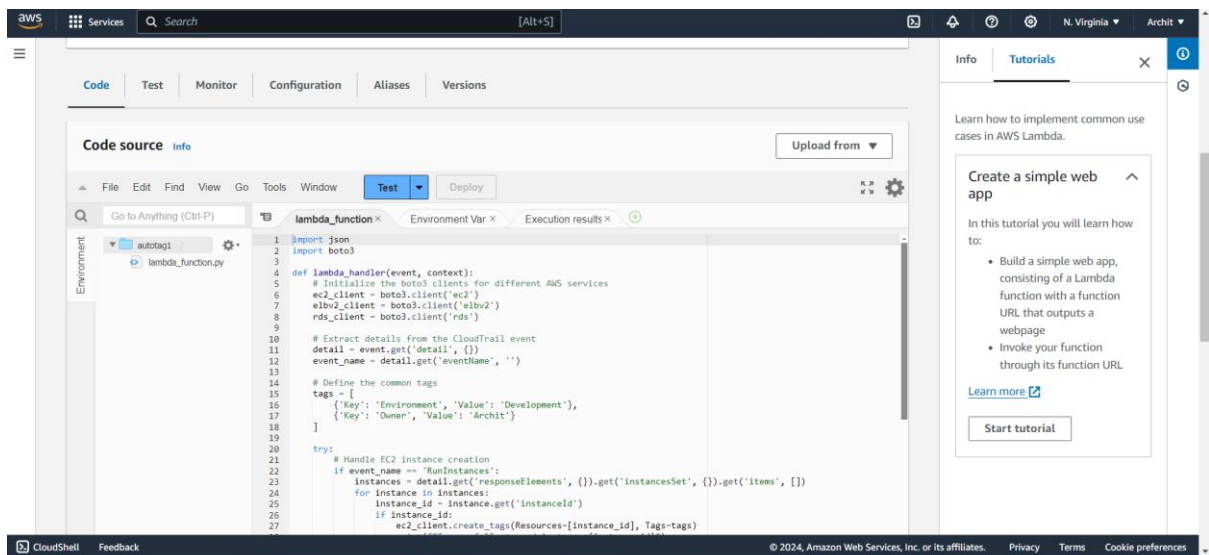 aws
Services
Search
[Alt+S]
N. Virginia
Archit
Code
Test
Monitor
Configuration
Aliases
Versions
Code source Info
Upload from
File Edit Find View Go Tools Window Test Deploy
Go to Anything (Ctrl-P)
lambda_function ×
Environment Var ×
Execution results ×
Environment
autotag1 /
lambda_function.py
1 import json
2 import boto3
3
4 def lambda_handler(event, context):
5 # Initialize the boto3 clients for different AWS services
6 ec2_client = boto3.client('ec2')
7 elbv2_client = boto3.client('elbv2')
8 rds_client = boto3.client('rds')
9
10 # Extract details from the CloudTrail event
11 detail = event.get('detail', {})
12 event_name = detail.get('eventName', '')
13
14 # Define the common tags
15 tags = [
16 {'Key': 'Environment', 'Value': 'Development'},
17 {'Key': 'Owner', 'Value': 'Archit'}
18 ]
19
20 try:
21 # Handle EC2 instance creation
22 if event_name == 'RunInstances':
23 instances = detail.get('responseElements', {}).get('instancesSet', {}).get('items', [])
24 for instance in instances:
25 instance_id = instance.get('instanceId')
26 if instance_id:
27 ec2_client.create_tags(Resources=[instance_id], Tags=tags)
Info
Tutorials
Learn how to implement common use
cases in AWS Lambda.
Create a simple web
app
In this tutorial you will learn how
to:
• Build a simple web app,
consisting of a Lambda
function with a function
URL that outputs a
webpage
• Invoke your function
through its function URL
Learn more
Start tutorial
CloudShell
Feedback
© 2024, Amazon Web Services, Inc. or its affiliates.
Privacy
Terms
Cookie preferences